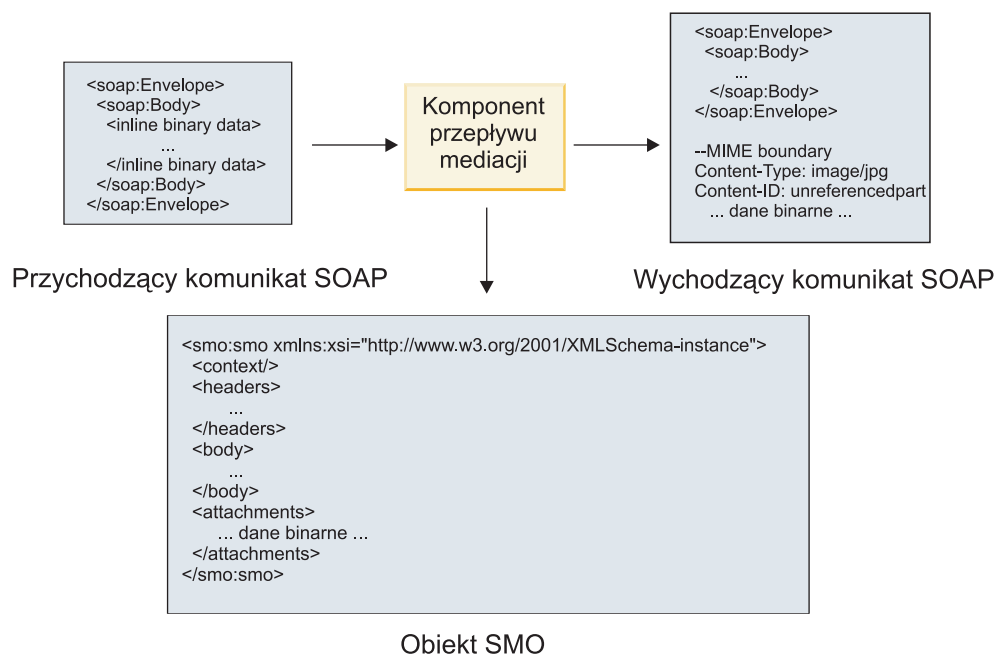 <soap:Envelope>
<soap:Body>
<inline binary data>
...
</inline binary data>
</soap:Body>
</soap:Envelope>
Przychodzący komunikat SOAP
Komponent
przepływu
mediacji
<soap:Envelope>
<soap:Body>
...
</soap:Body>
</soap:Envelope>
--MIME boundary
Content-Type: image/jpg
Content-ID: unreferencedpart
... dane binarne ...
Wychodzący komunikat SOAP
<smo:smo xmlns:xsi="http://www.w3.org/2001/XMLSchema-instance">
<context/>
<headers>
...
</headers>
<body>
...
</body>
<attachments>
... dane binarne ...
</attachments>
</smo:smo>
Obiekt SMO